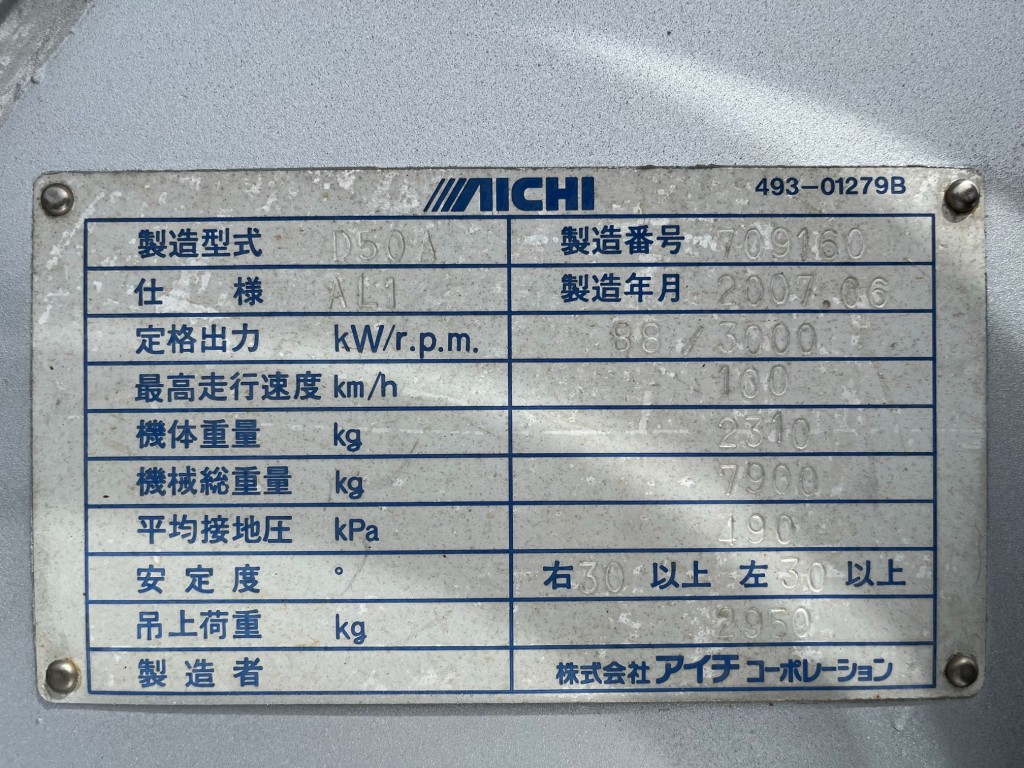 AICHI 493-01279B
製造型式 D50A 製造番号 709160
仕様 AL1 製造年月 2007.06
定格出力 kW/r.p.m. 88/3000
最高走行速度 km/h 100
機体重量 kg 2310
機械総重量 kg 7900
平均接地圧 kPa 490
安定度 ° 右30以上 左30以上
吊上荷重 kg 2950
製造者 株式会社アイチコーポレーション